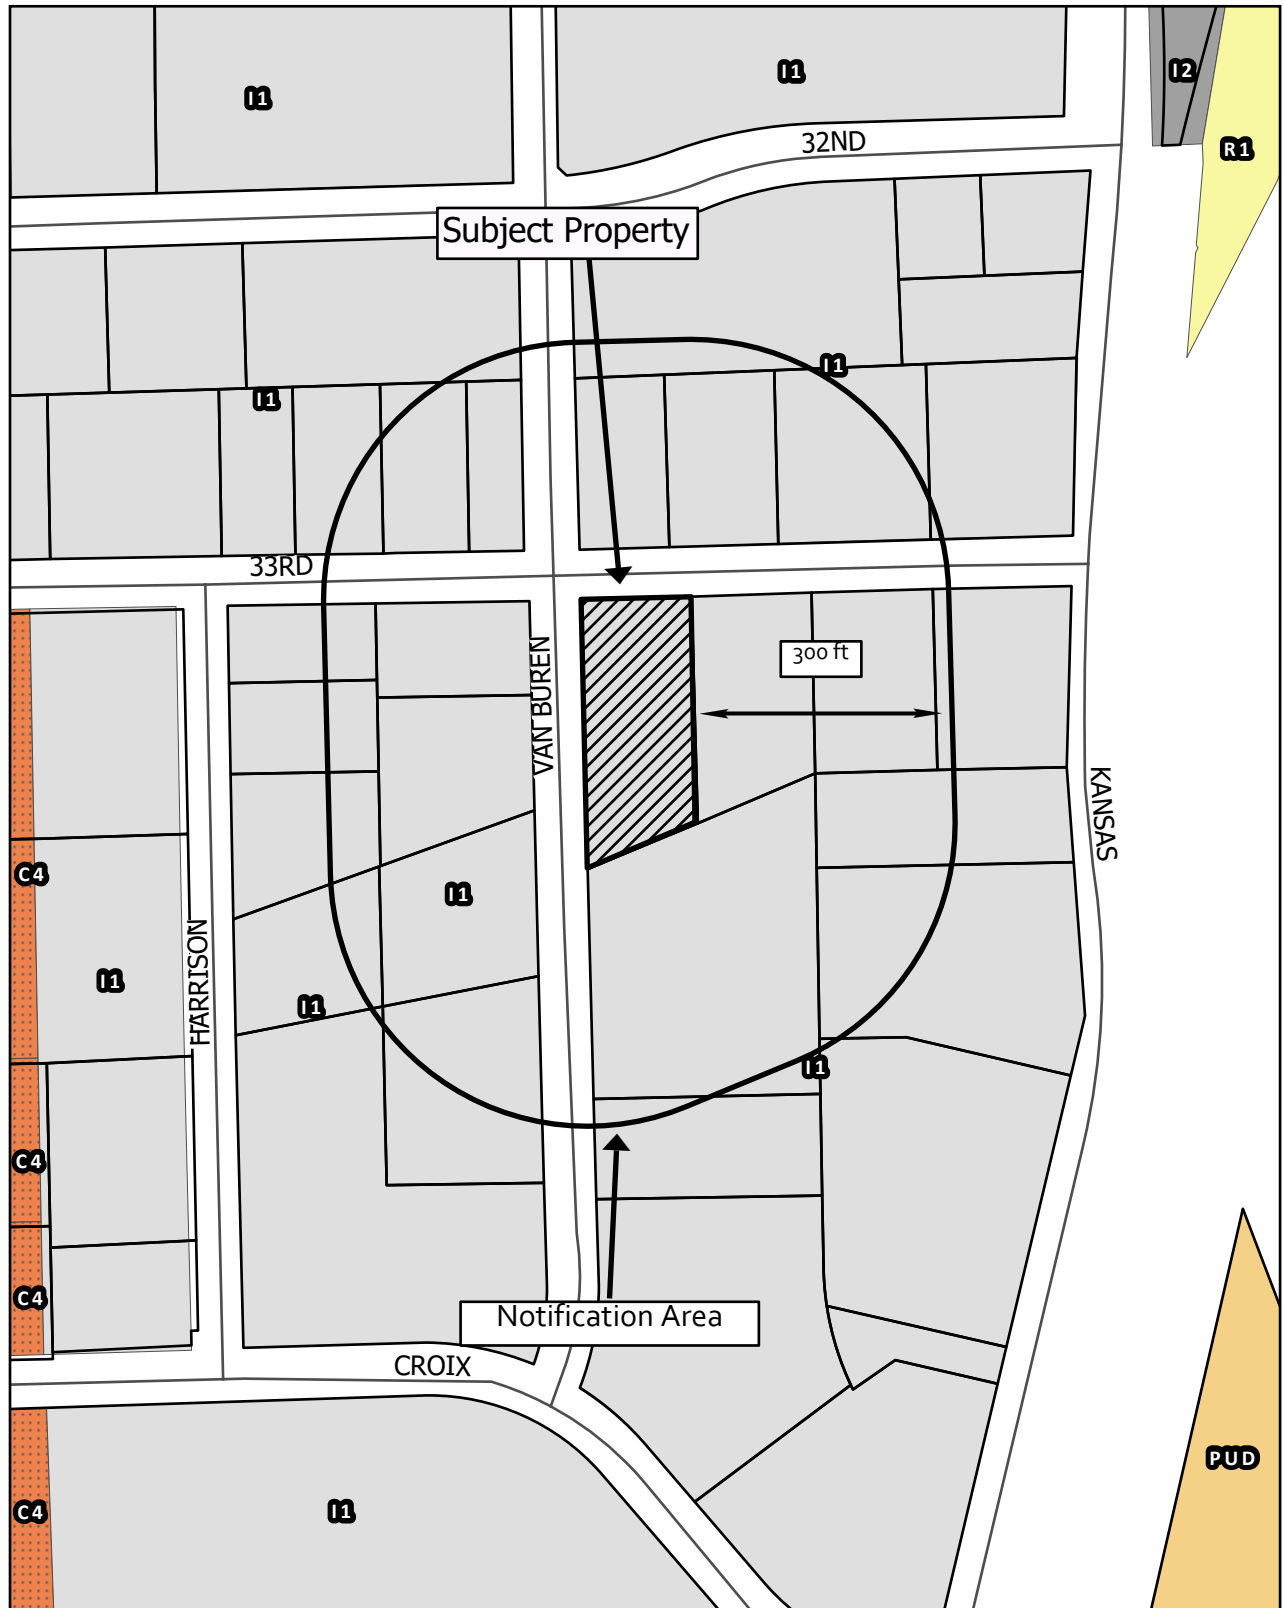 I2
I1
I1
32ND
R1
Subject Property
I1
I1
33RD
VAN BUREN
300 ft
KANSAS
C4
I1
HARRISON
I1
I1
I1
C4
C4
Notification Area
CROIX
PUD
C4
I1